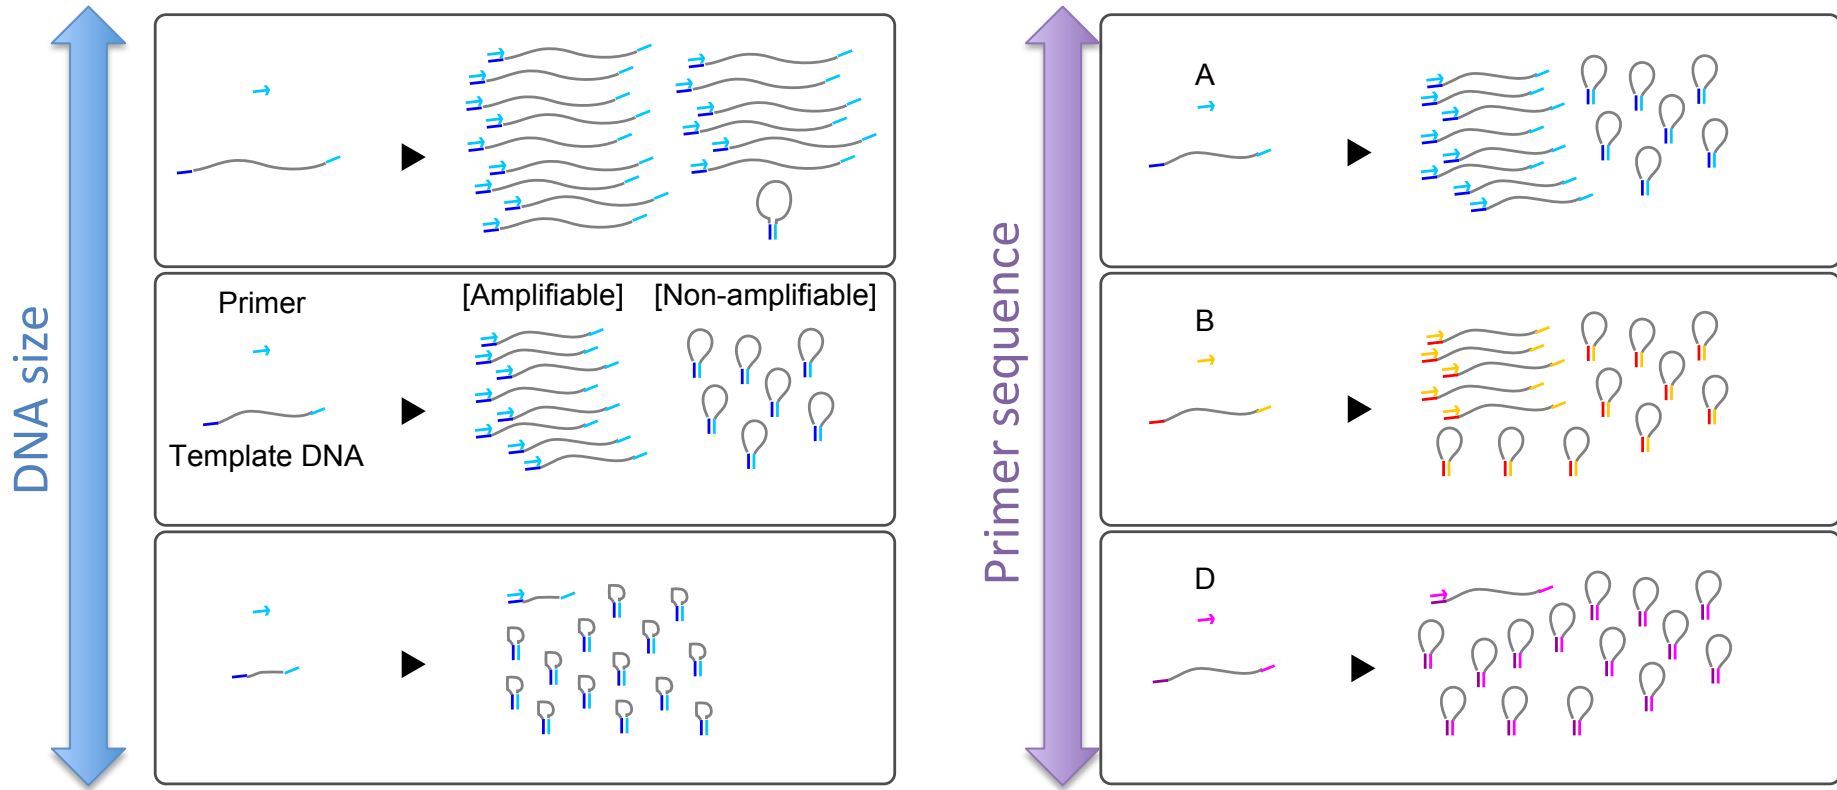 DNA size
Primer
[Amplifiable]
[Non-amplifiable]
Template DNA
Primer sequence
A
B
D